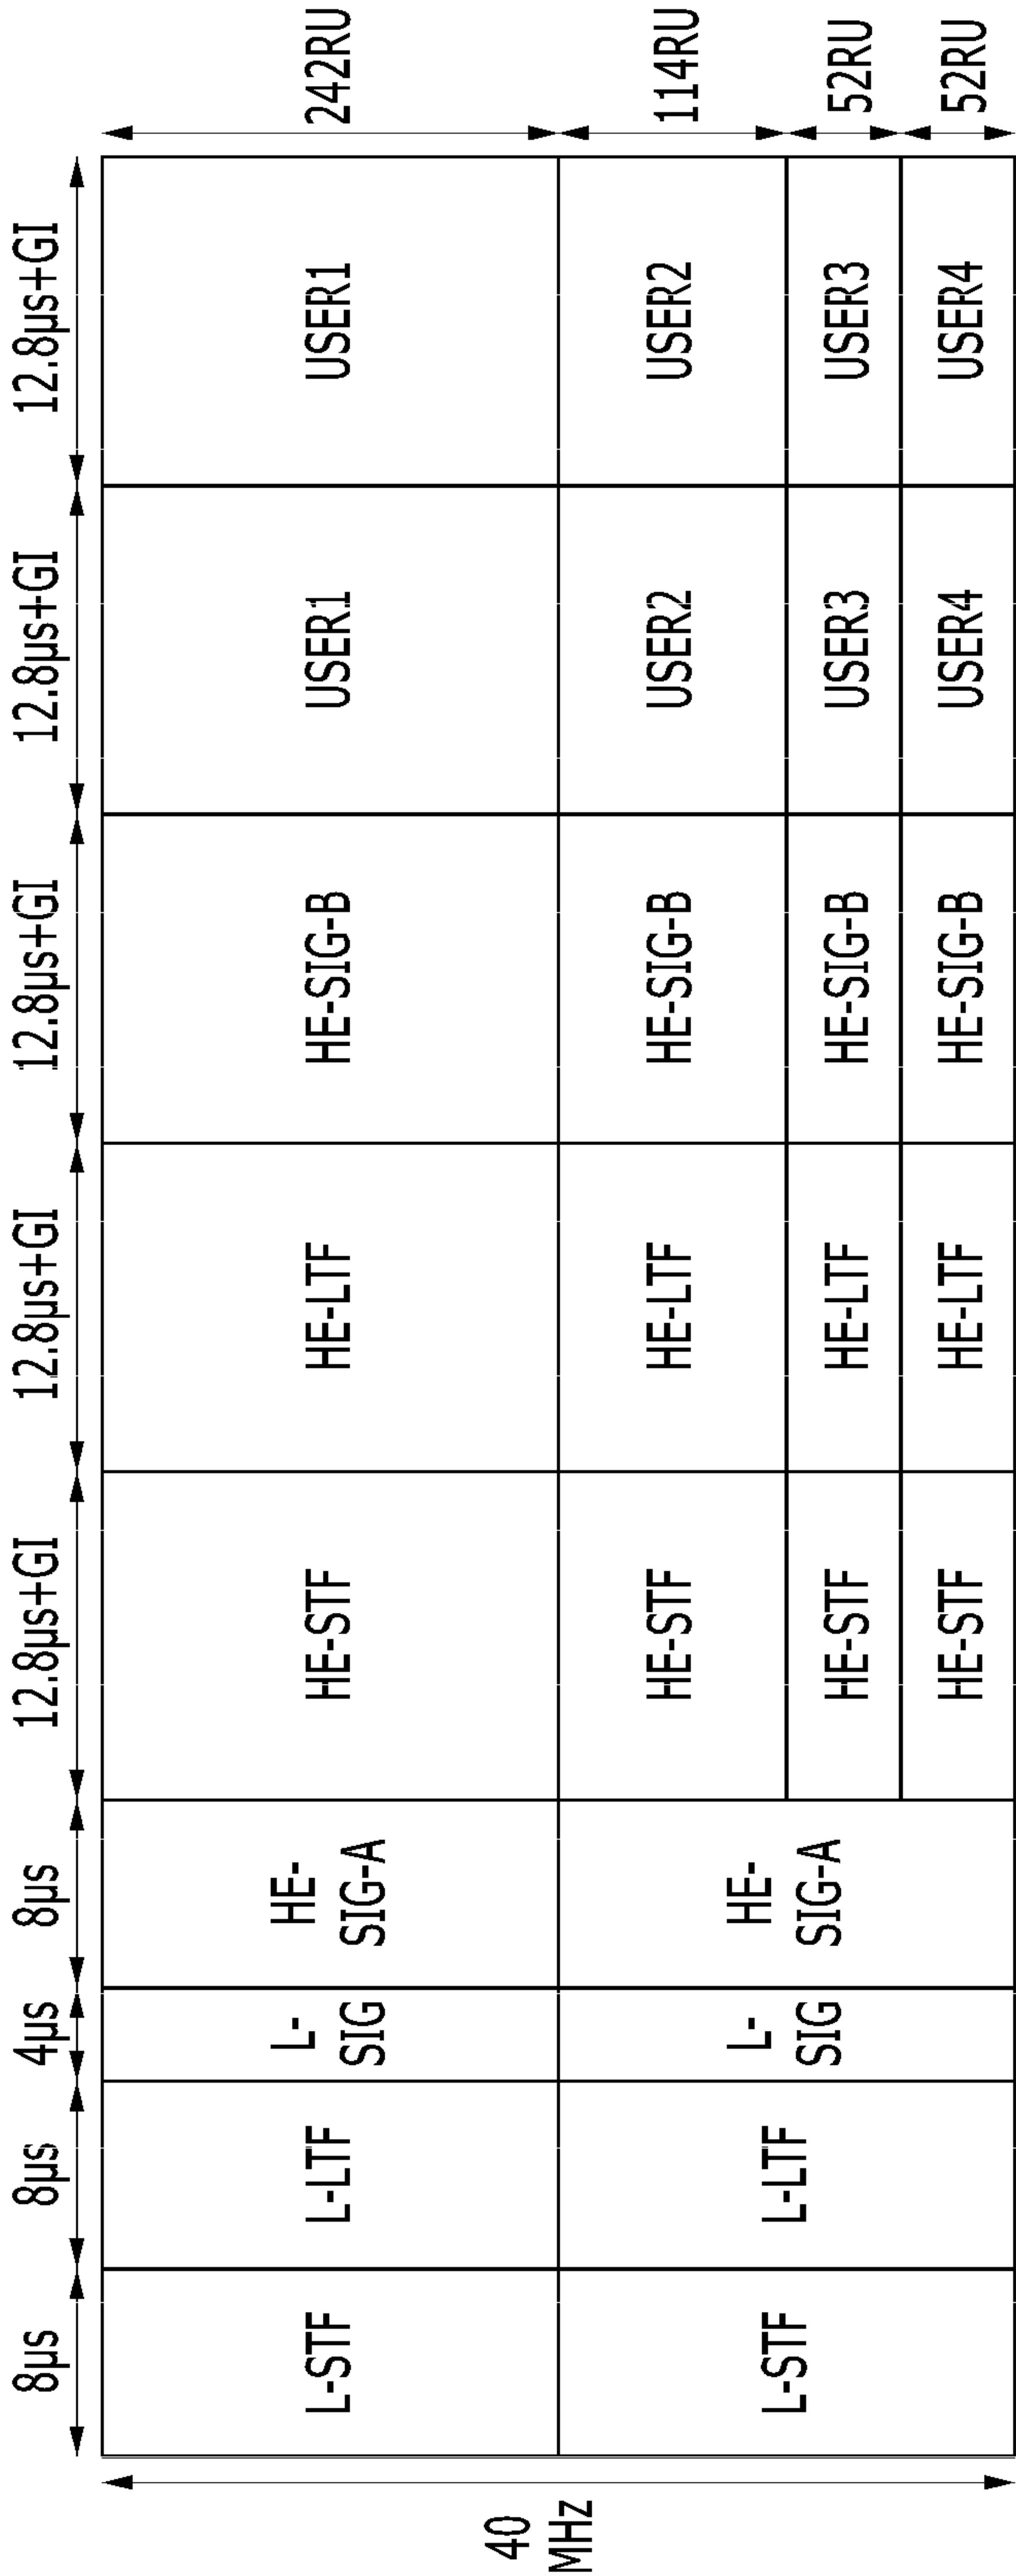 8μs
8μs
4μs
8μs
12.8μs+GI
12.8μs+GI
12.8μs+GI
12.8μs+GI
12.8μs+GI
40
MHz
L-STF
L-LTF
L-
SIG
HE-
SIG-A
HE-STF
HE-LTF
HE-SIG-B
USER1
USER1
242RU
L-STF
L-LTF
L-
SIG
HE-
SIG-A
HE-STF
HE-LTF
HE-SIG-B
USER2
USER2
114RU
HE-STF
HE-LTF
HE-SIG-B
USER3
USER3
52RU
HE-STF
HE-LTF
HE-SIG-B
USER4
USER4
52RU